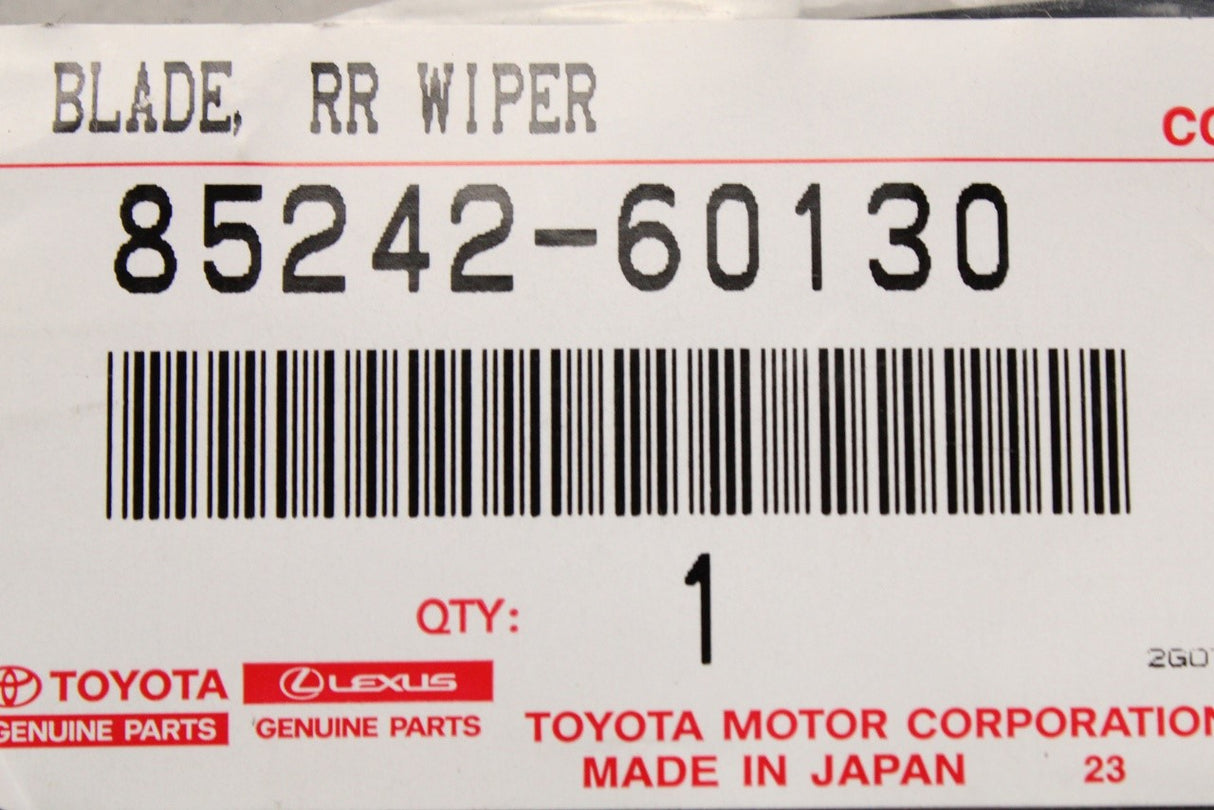 BLADE, RR WIPER
85242-60130
QTY: 1
TOYOTA LEXUS
GENUINE PARTS GENUINE PARTS
TOYOTA MOTOR CORPORATION
MADE IN JAPAN 23